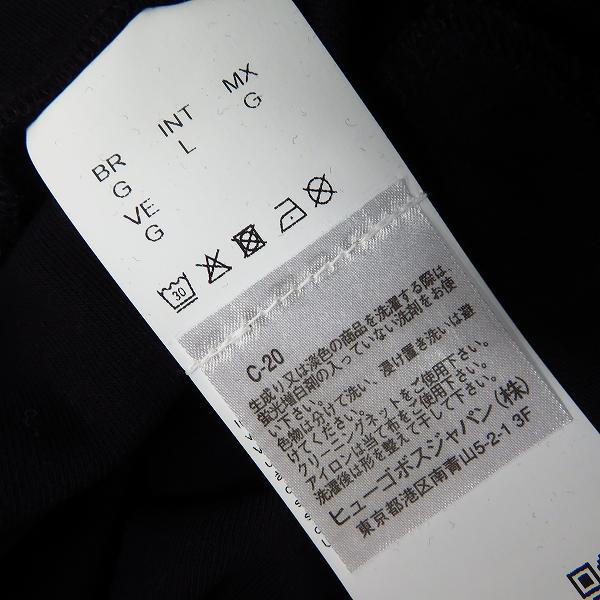 BR INT MX
G L G
VE
G
30
C-20
生成り又は淡色の商品を洗濯する際は
蛍光増白剤の入っていない洗剤をお使
い下さい。
色物は分けて洗い、浸け置き洗いは避
けてください。
クリーニングネットをご使用下さい。
アイロンは当て布をご使用下さい。
洗濯後は形を整えて干して下さい。
ヒューゴボスジャパン(株)
東京都港区南青山5-2-1 3F